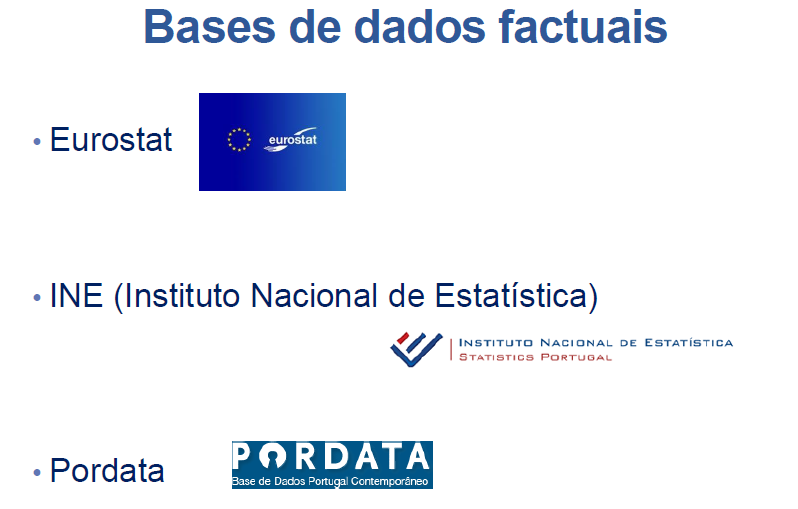 Bases de dados factuais
• Eurostat
eurostat
• INE (Instituto Nacional de Estatística)
INSTITUTO NACIONAL DE ESTATÍSTICA
STATISTICS PORTUGAL
• Pordata
PORDATA
Base de Dados Portugal Contemporâneo